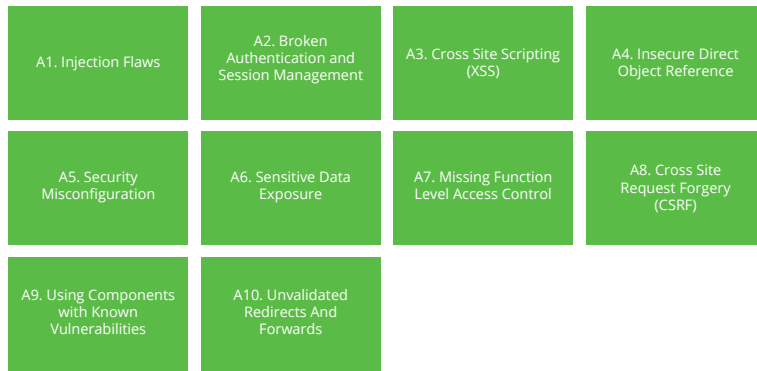 A1. Injection Flaws
A2. Broken
Authentication and
Session Management
A3. Cross Site Scripting
(XSS)
A4. Insecure Direct
Object Reference
A5. Security
Misconfiguration
A6. Sensitive Data
Exposure
A7. Missing Function
Level Access Control
A8. Cross Site
Request Forgery
(CSRF)
A9. Using Components
with Known
Vulnerabilities
A10. Unvalidated
Redirects And
Forwards